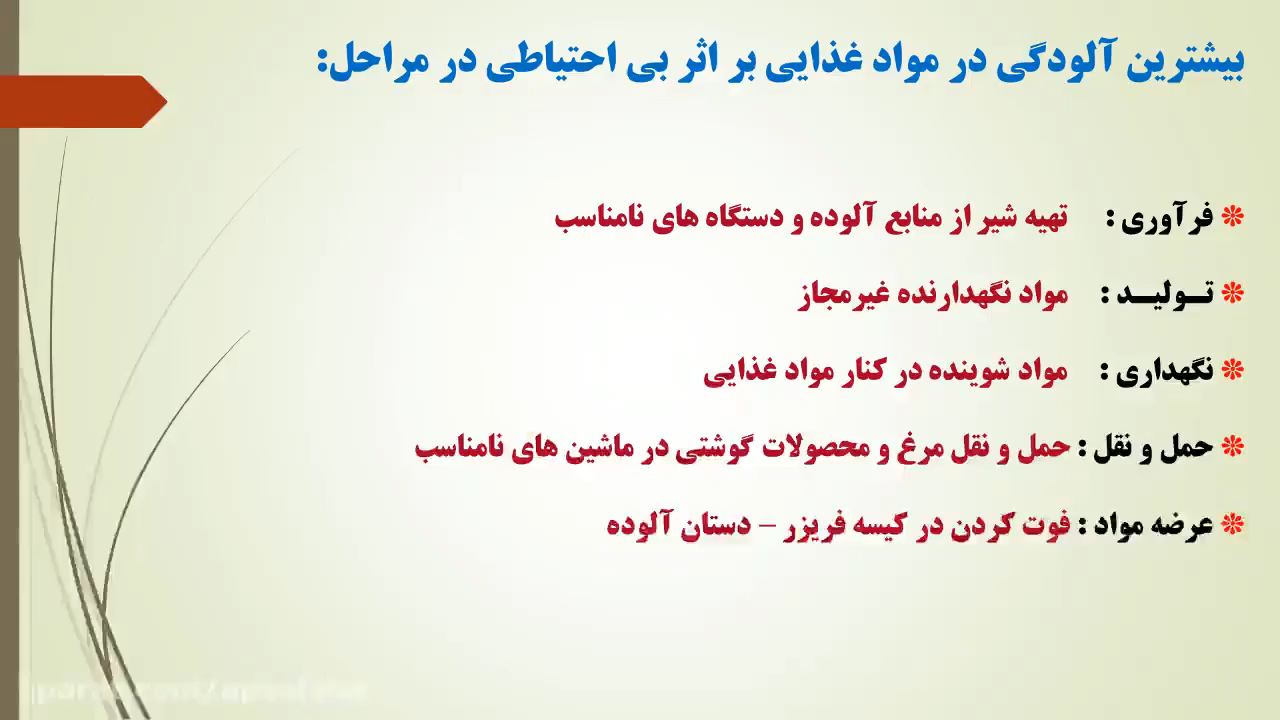 بیشترین آلودگی در مواد غذایی بر اثر بی احتیاطی در مراحل:
❊ فرآوری : تهیه شیر از منابع آلوده و دستگاه های نامناسب
❊ تــولیــد : مواد نگهدارنده غیرمجاز
❊ نگهداری : مواد شوینده در کنار مواد غذایی
❊ حمل و نقل : حمل و نقل مرغ و محصولات گوشتی در ماشین های نامناسب
❊ عرضه مواد : فوت کردن در کیسه فریزر – دستان آلوده